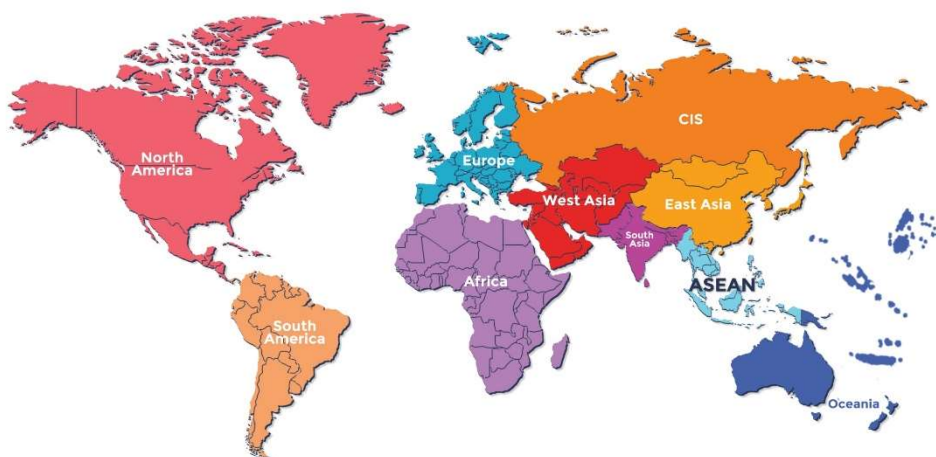 North
America
South
America
Europe
Africa
West Asia
CIS
East Asia
South
Asia
ASEAN
Oceania